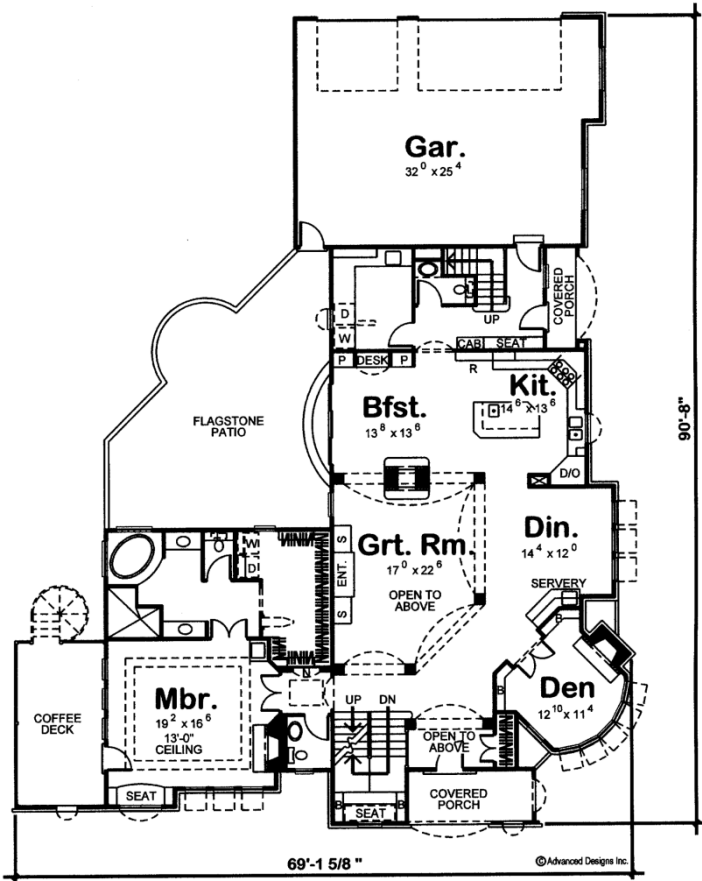 Gar.
32⁰ x 25⁴
COVERED
PORCH
UP
D
W
CAB SEAT
P DESK P
R
Kit.
14⁶ x 13⁶
Bfst.
13⁸ x 13⁶
FLAGSTONE
PATIO
90'-8"
D/O
Din.
14⁴ x 12⁰
Grt. Rm.
17⁰ x 22⁶
OPEN TO
ABOVE
S
ENT.
S
W
D
SERVERY
B
Den
12¹⁰ x 11⁴
B
N
Mbr.
19² x 16⁶
13'-0"
CEILING
COFFEE
DECK
UP DN
OPEN TO
ABOVE
SEAT
B B
SEAT
COVERED
PORCH
69'-1 5/8 "
©Advanced Designs Inc.